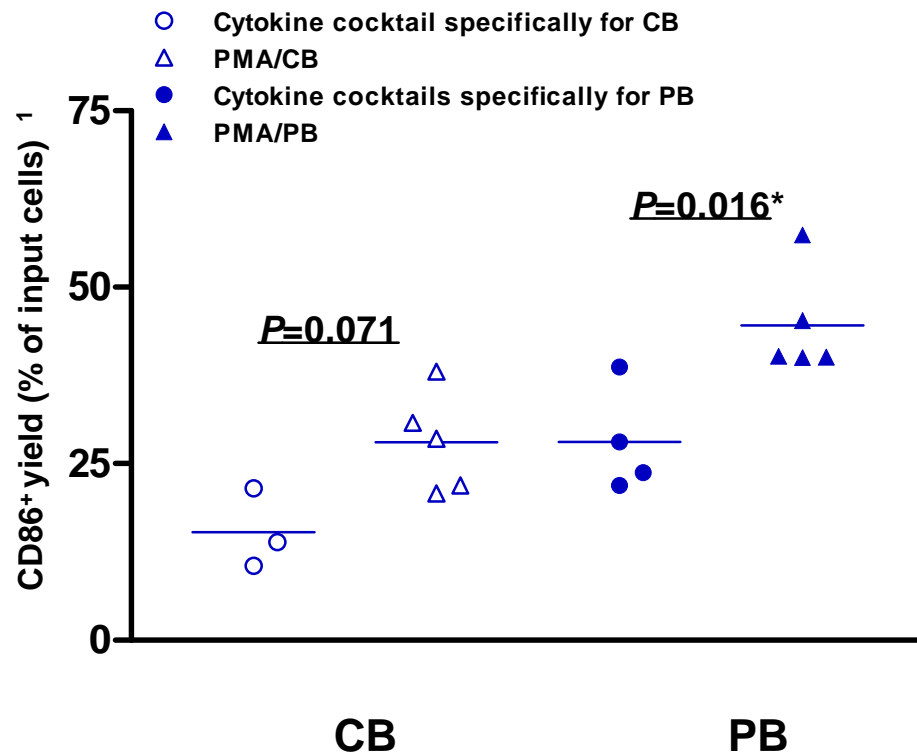 Cytokine cocktail specifically for CB
PMA/CB
Cytokine cocktails specifically for PB
PMA/PB
CD86+ yield (% of input cells) 1
75
50
25
0
P=0.071
P=0.016*
CB
PB